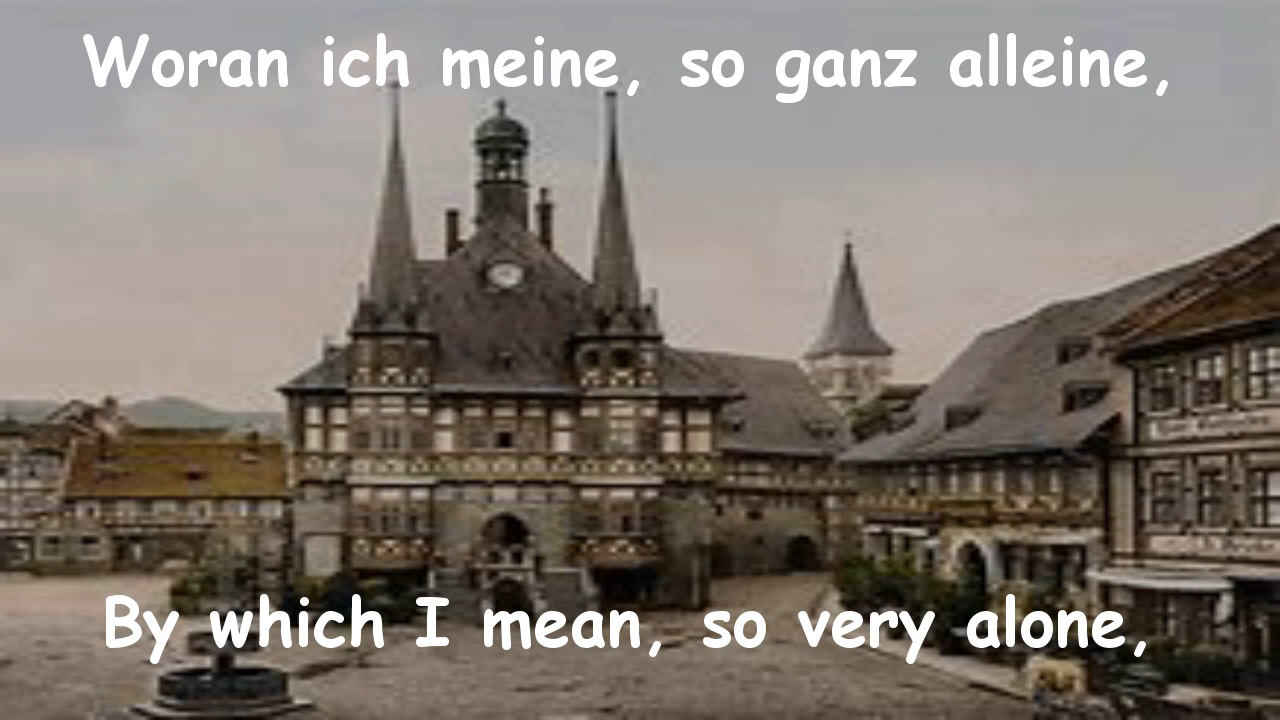 Woran ich meine, so ganz alleine,
By which I mean, so very alone,